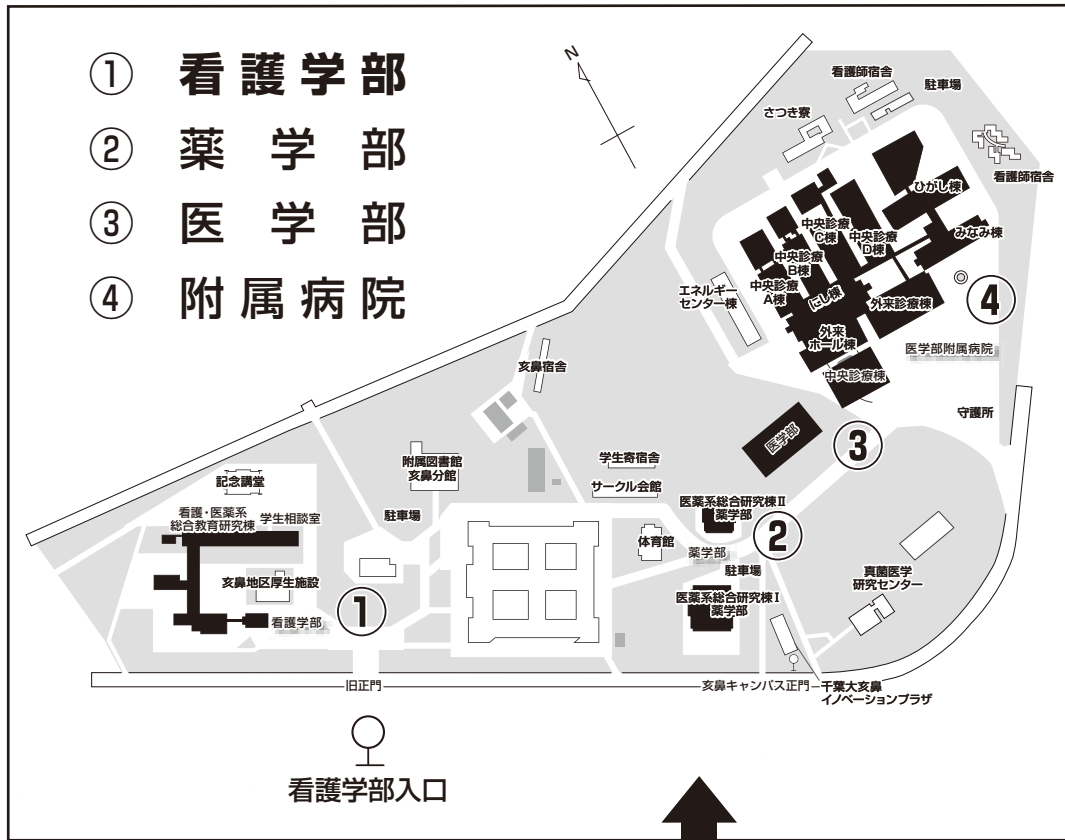 ① 看護学部
② 薬学部
③ 医学部
④ 附属病院
N
看護師宿舎
駐車場
さつき寮
看護師宿舎
ひがし棟
みなみ棟
中央診療
C棟
中央診療
D棟
中央診療
B棟
中央診療
A棟
にし棟
外来診療棟
外来
ホール棟
中央診療棟
エネルギー
センター棟
④
医学部附属病院
守護所
亥鼻宿舎
医学部
③
附属図書館
亥鼻分館
学生寄宿舎
サークル会館
記念講堂
看護・医薬系
総合教育研究棟
学生相談室
駐車場
医薬系総合研究棟Ⅱ
薬学部
②
体育館
薬学部
駐車場
亥鼻地区厚生施設
①
看護学部
医薬系総合研究棟Ⅰ
薬学部
真菌医学
研究センター
旧正門
亥鼻キャンパス正門
千葉大亥鼻
イノベーションプラザ
看護学部入口